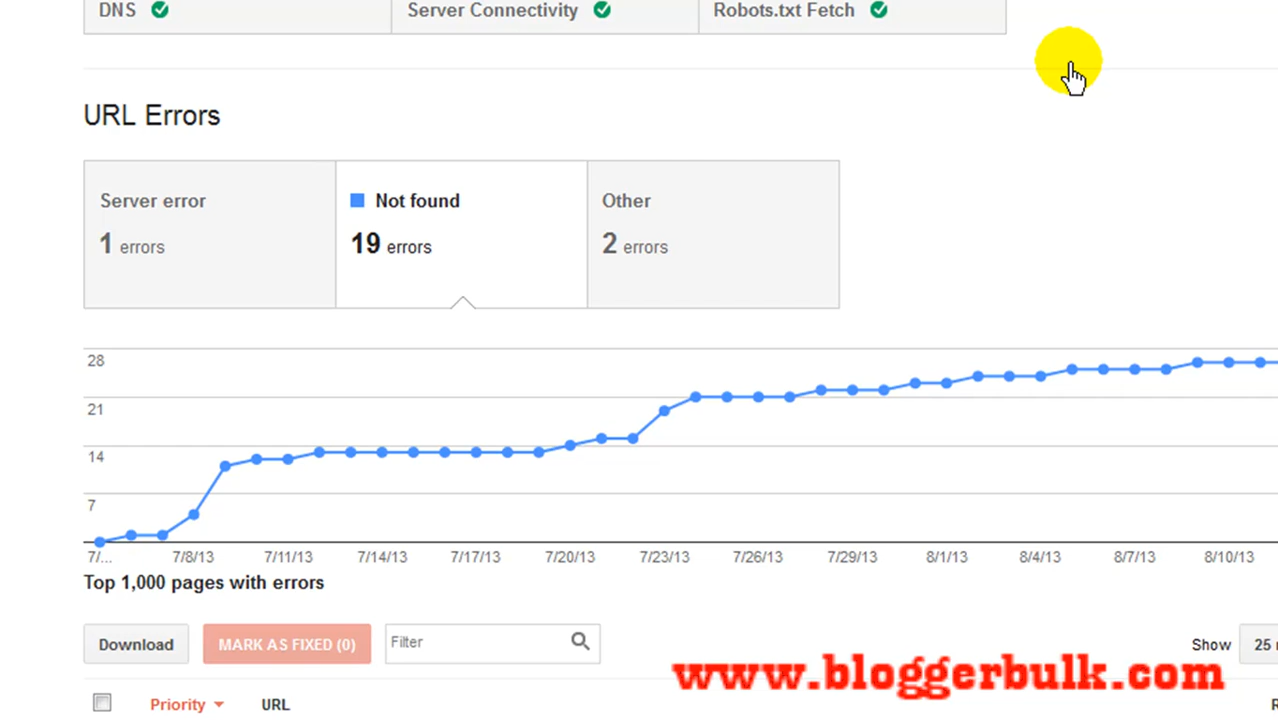 DNS Server Connectivity Robots.txt Fetch
URL Errors
Server error Not found Other
1 errors 19 errors 2 errors
28
21
14
7
7/... 7/8/13 7/11/13 7/14/13 7/17/13 7/20/13 7/23/13 7/26/13 7/29/13 8/1/13 8/4/13 8/7/13 8/10/13
Top 1,000 pages with errors
Download MARK AS FIXED (0) Filter Show 25
www.bloggerbulk.com
Priority URL